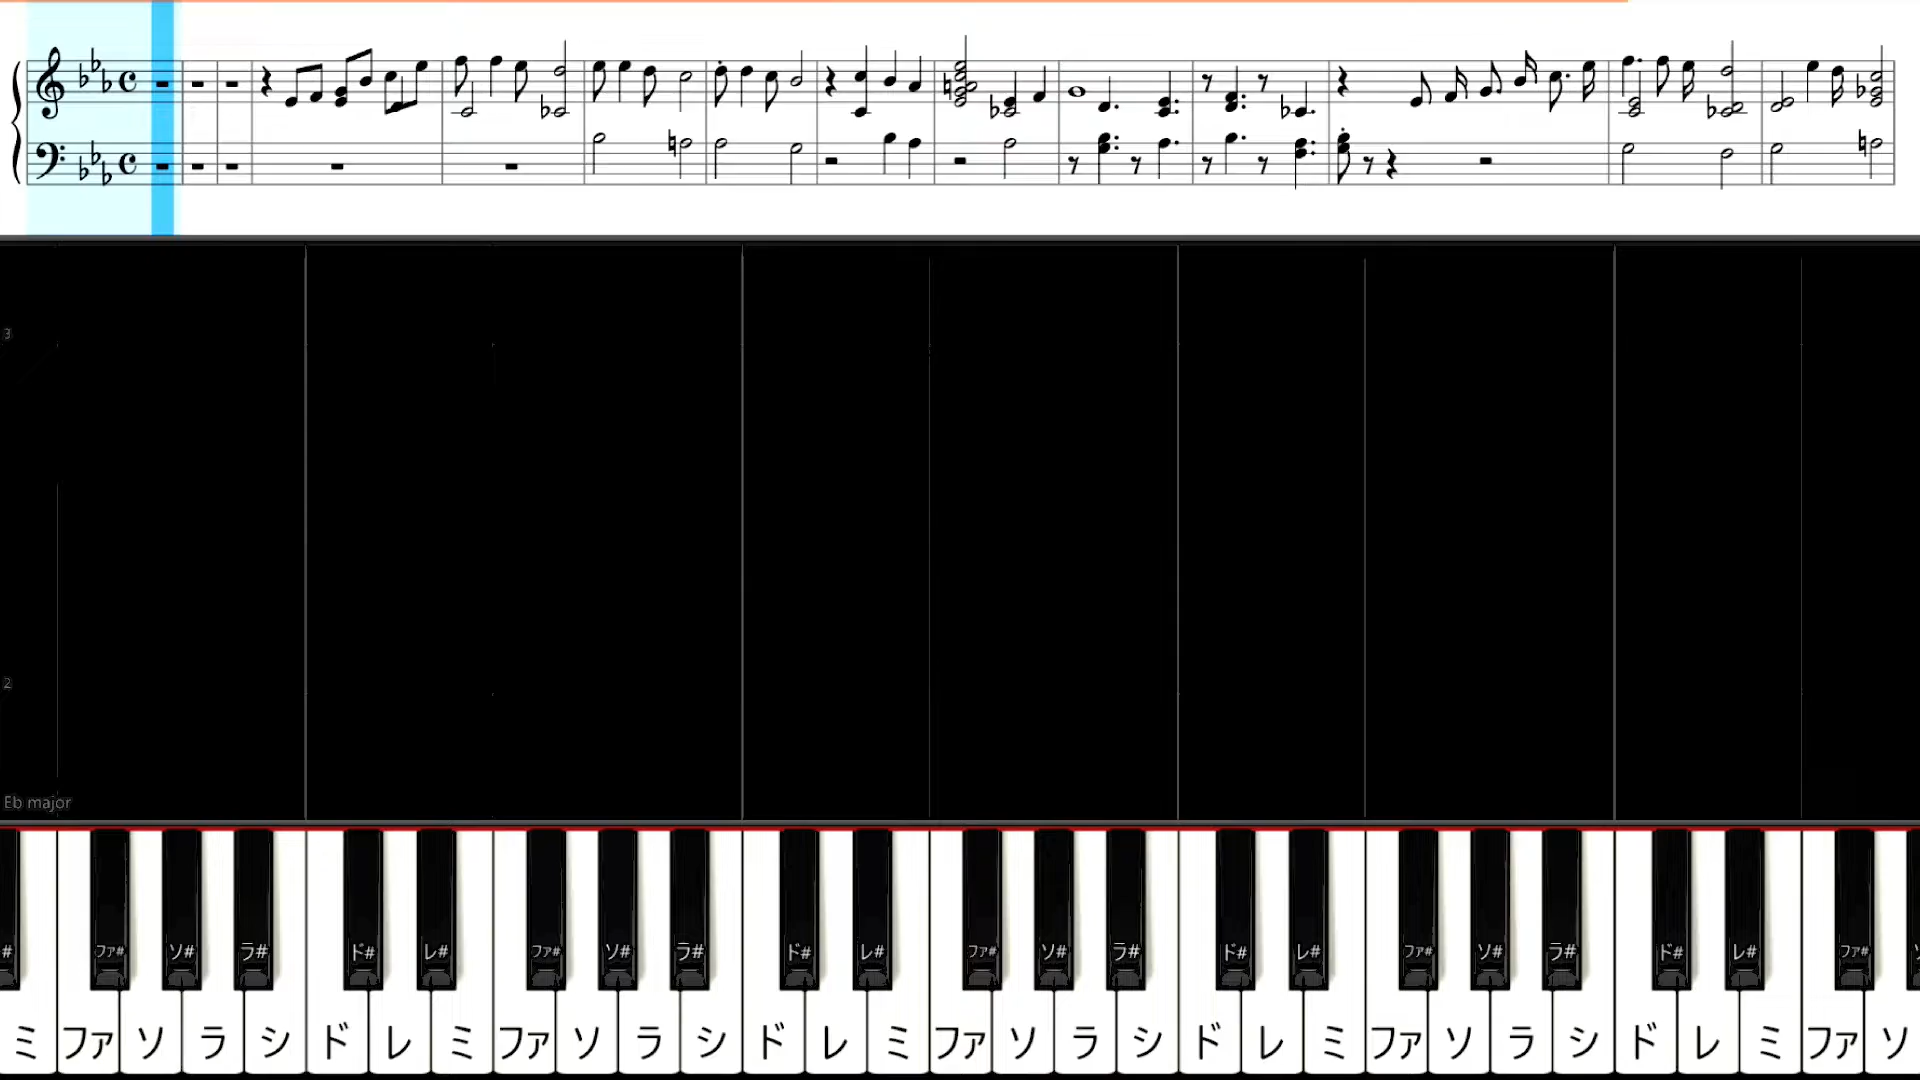 3
2
Eb major
# ファ# ソ# ラ# ド# レ# ファ# ソ# ラ# ド# レ# ファ# ソ# ラ# ド# レ# ファ# ソ# ラ# ド# レ# ファ#
ミ ファ ソ ラ シ ド レ ミ ファ ソ ラ シ ド レ ミ ファ ソ ラ シ ド レ ミ ファ ソ ラ シ ド レ ミ ファ ソ